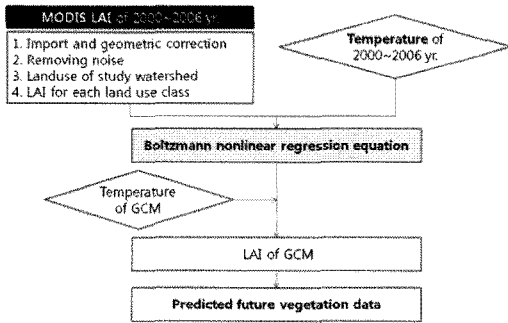 MODIS LAI of 2000~2006 yr.
1. Import and geometric correction
2. Removing noise
3. Landuse of study watershed
4. LAI for each land use class
Temperature of
2000~2006 yr.
Boltzmann nonlinear regression equation
Temperature
of GCM
LAI of GCM
Predicted future vegetation data